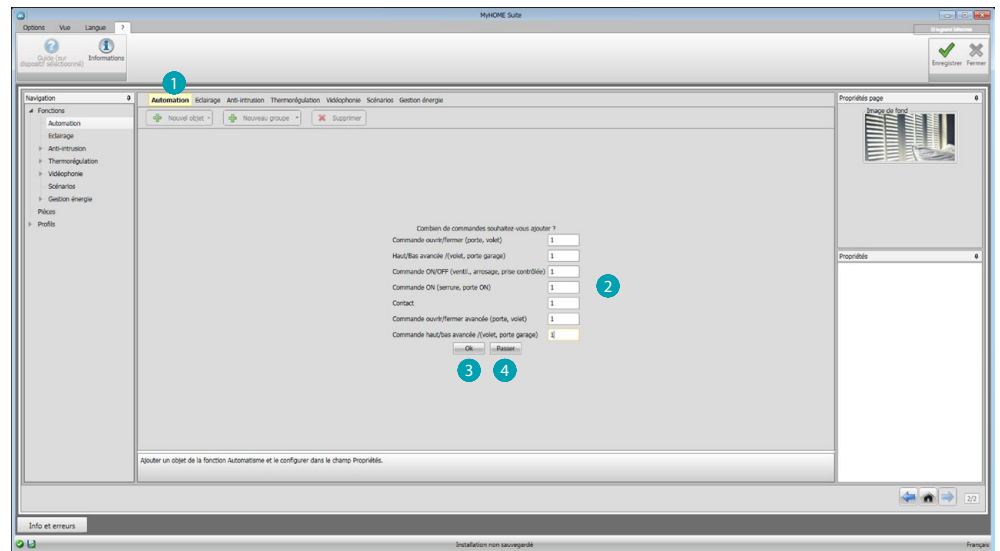 MyHOME Suite
Options Vue Langue ?
Guide (sur dispositif sélectionné)
Informations
Enregistrer Fermer
1
Navigation
Fonctions
Automation
Eclairage
Anti-intrusion
Thermorégulation
Vidéophonie
Scénarios
Gestion énergie
Pièces
Profils
Automation Eclairage Anti-intrusion Thermorégulation Vidéophonie Scénarios Gestion énergie
Nouvel objet Nouveau groupe Supprimer
Combien de commandes souhaitez-vous ajouter ?
Commande ouvrir/fermer (porte, volet) 1
Haut/Bas avancée /(volet, porte garage) 1
Commande ON/OFF (ventil., arrosage, prise contrôlée) 1
Commande ON (serrure, porte ON) 1
Contact 1
Commande ouvrir/fermer avancée (porte, volet) 1
Commande haut/bas avancée /(volet, porte garage) 1
2
Ok Passer
3 4
Ajouter un objet de la fonction Automatisme et le configurer dans le champ Propriétés.
Propriétés page
Image de fond
Propriétés
2/2
Info et erreurs
Installation non sauvegardé
Français